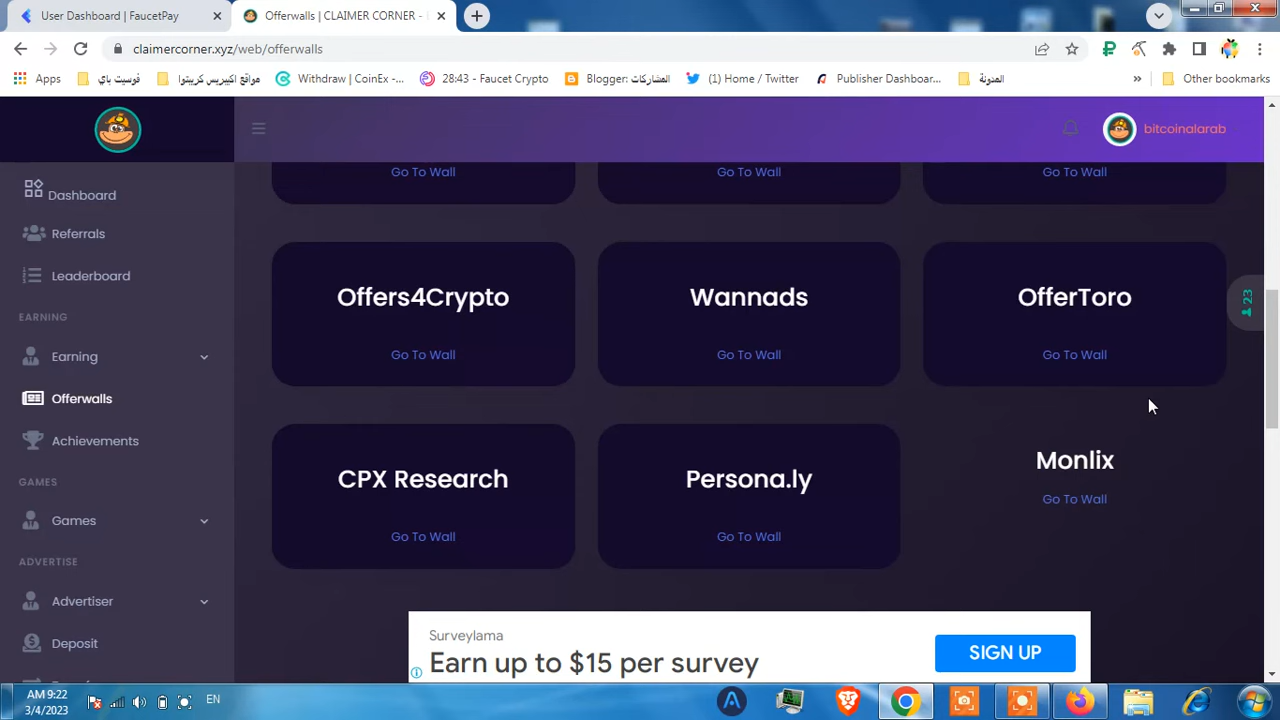 User Dashboard | FaucetPay
Offerwalls | CLAIMER CORNER -
claimercorner.xyz/web/offerwalls
Apps
فوسيت باي
مواقع اكسبريس كريبتوا
Withdraw | CoinEx -...
28:43 - Faucet Crypto
Blogger: المشاركات
(1) Home / Twitter
Publisher Dashboar...
المدونة
»
Other bookmarks
bitcoinalarab
Dashboard
Referrals
Leaderboard
EARNING
Earning
Offerwalls
Achievements
GAMES
Games
ADVERTISE
Advertiser
Deposit
Go To Wall
Go To Wall
Go To Wall
Offers4Crypto
Go To Wall
Wannads
Go To Wall
OfferToro
Go To Wall
23
CPX Research
Go To Wall
Persona.ly
Go To Wall
Monlix
Go To Wall
Surveylama
Earn up to $15 per survey
SIGN UP
AM 9:22
3/4/2023
EN